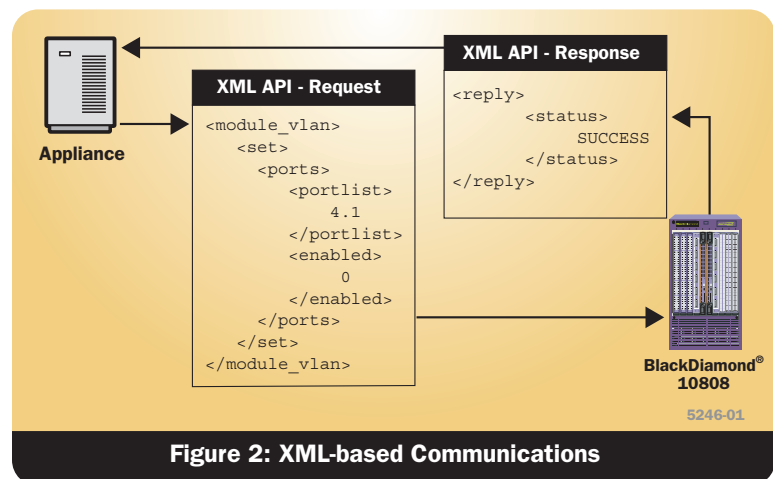 XML API - Response
<reply>
<status>
SUCCESS
</status>
</reply>
XML API - Request
<module_vlan>
<set>
<ports>
<portlist>
4.1
</portlist>
<enabled>
0
</enabled>
</ports>
</set>
</module_vlan>
Appliance
BlackDiamond®
10808
5246-01
Figure 2: XML-based Communications